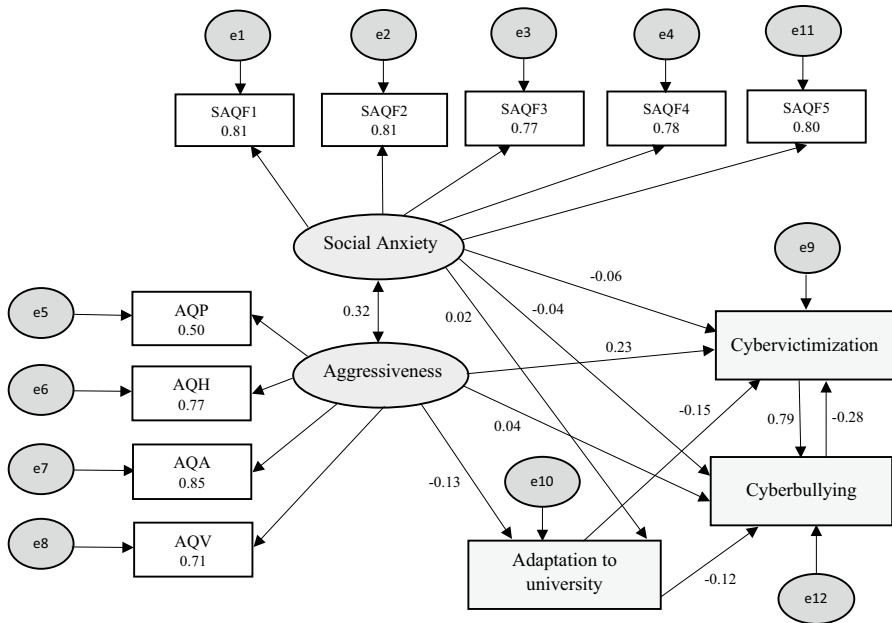 e1
e2
e3
e4
e11
SAQF1
0.81
SAQF2
0.81
SAQF3
0.77
SAQF4
0.78
SAQF5
0.80
Social Anxiety
e9
-0.06
e5
AQP
0.50
0.32
0.02
-0.04
Cybervictimization
0.23
e6
AQH
0.77
Aggressiveness
-0.15
0.79
-0.28
e7
AQA
0.85
0.04
-0.13
e10
Cyberbullying
e8
AQV
0.71
Adaptation to
university
-0.12
e12